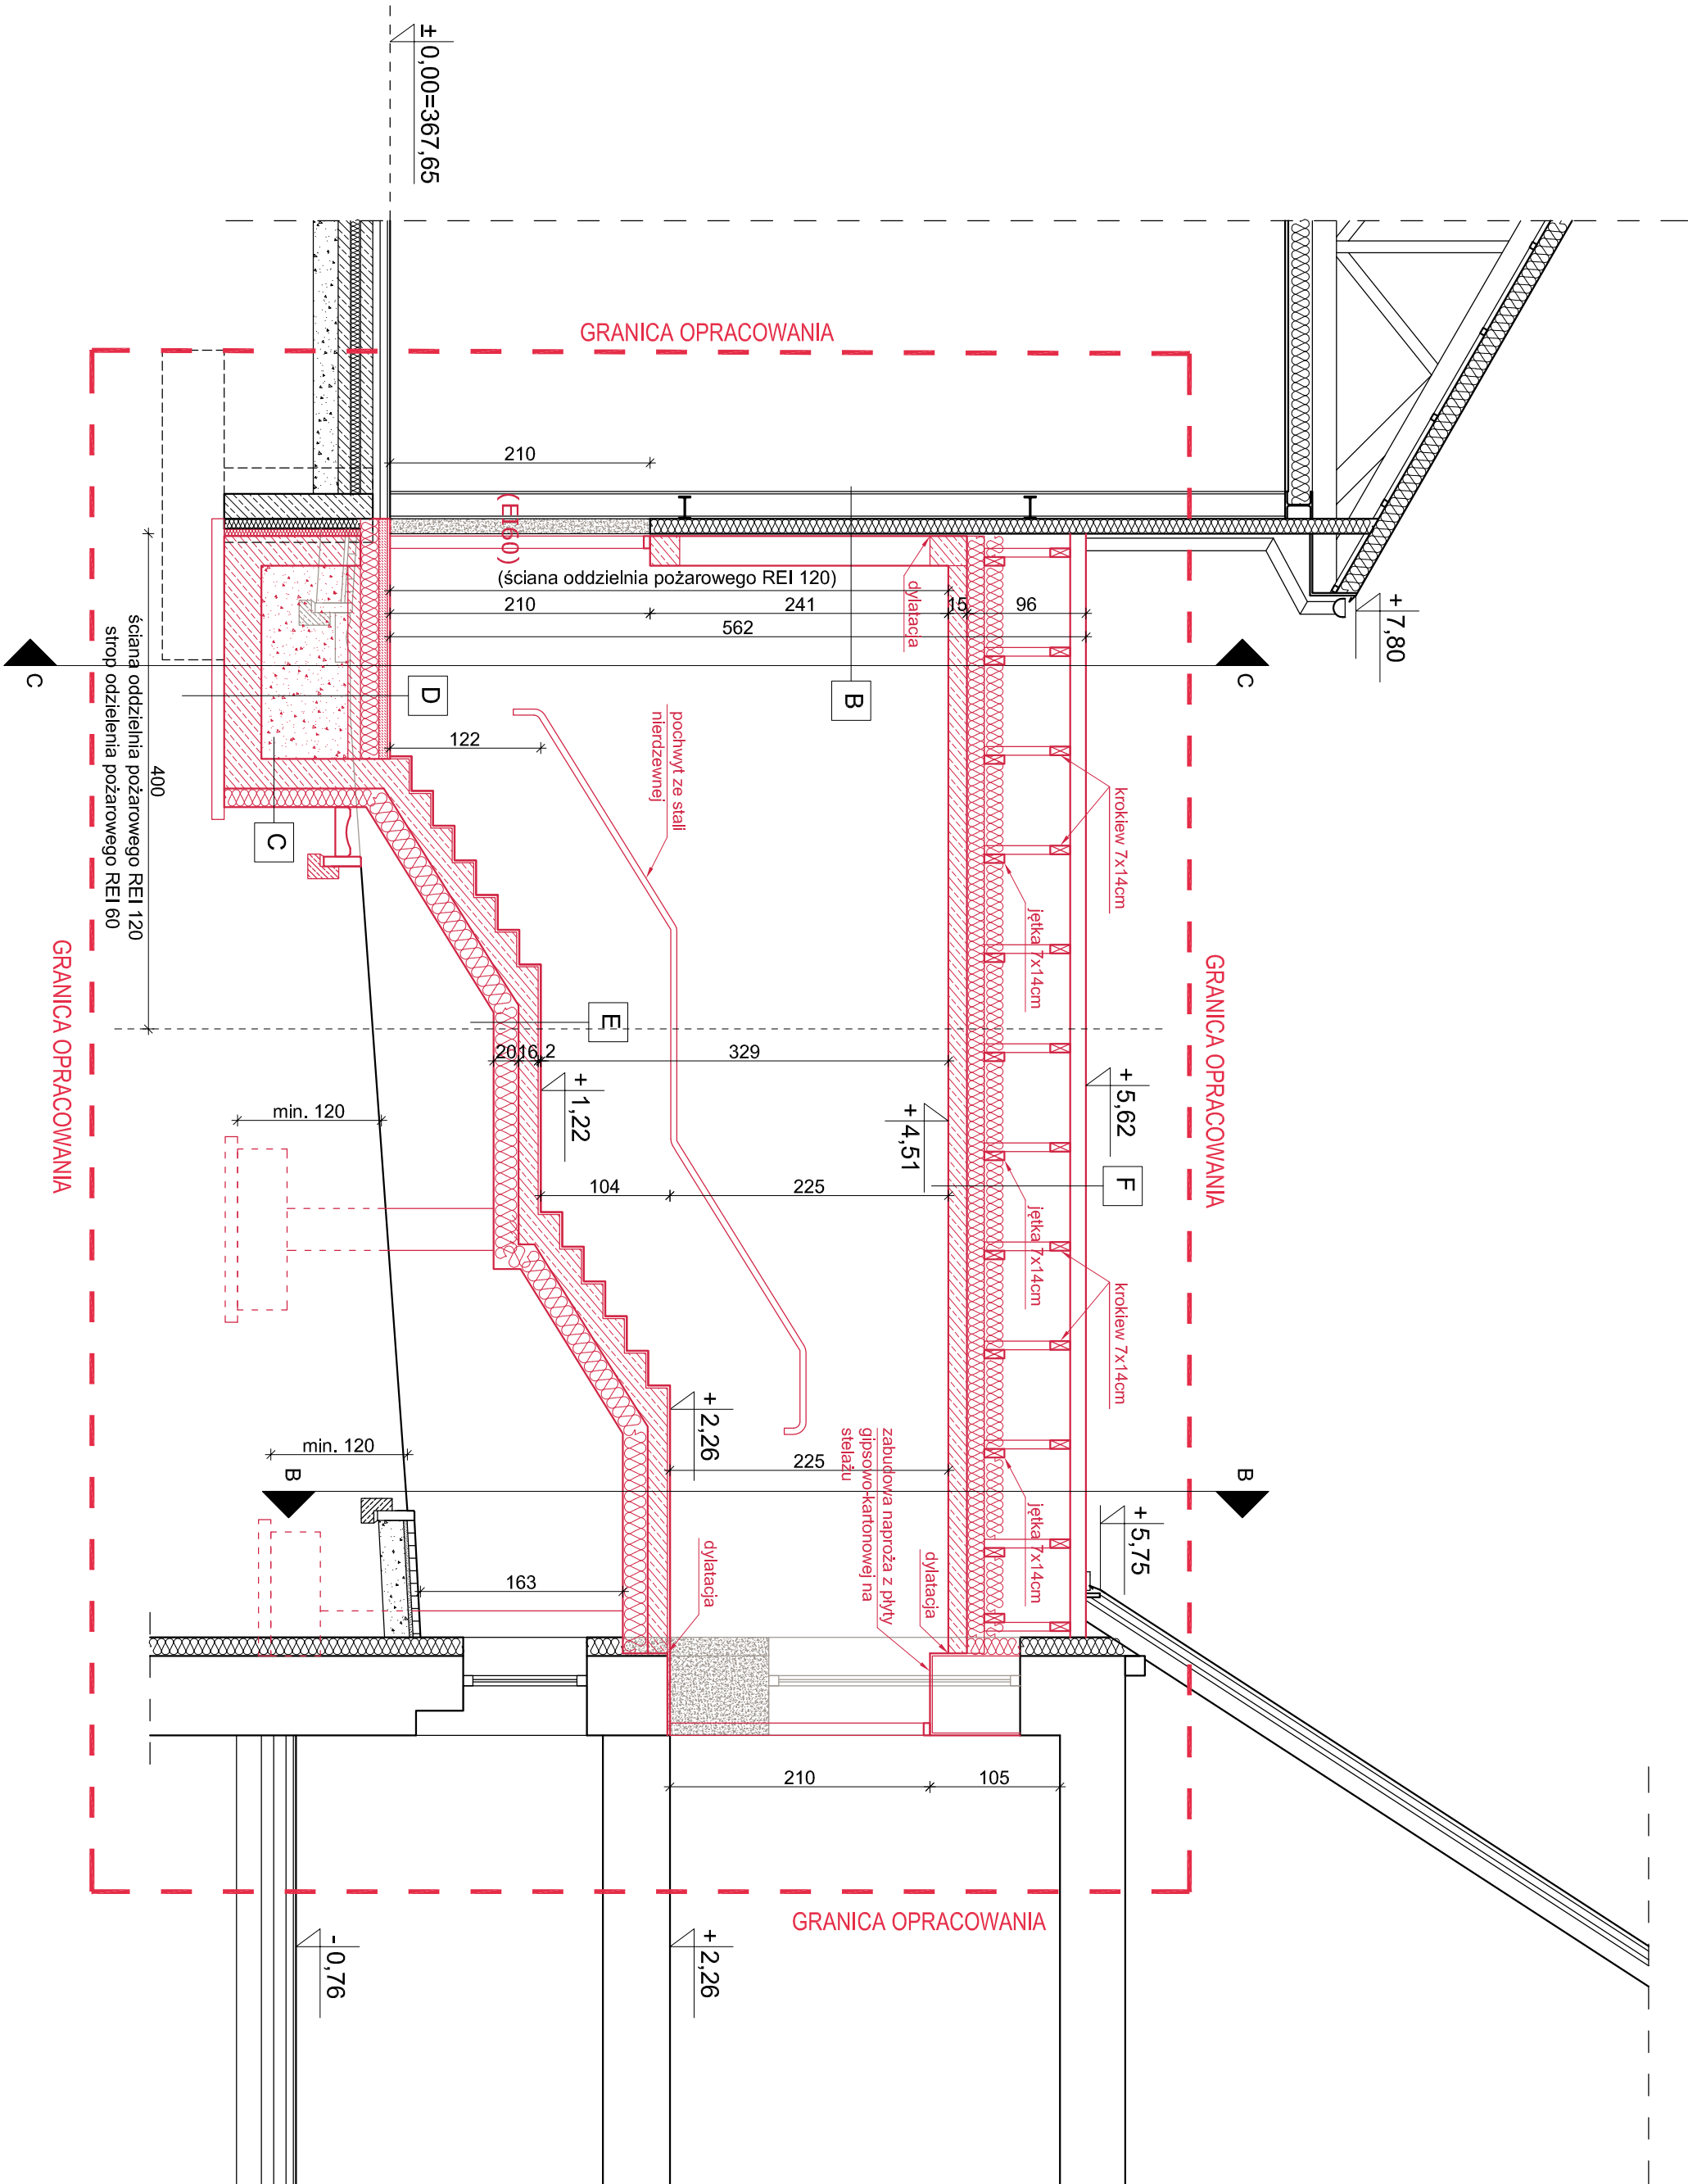 ± 0,00=367,65
GRANICA OPRACOWANIA
+ 7,80
210
(EI60)
(ściana oddzielnia pożarowego REI 120)
dylatacja
210
241
15
96
562
C
C
D
B
122
pochwyt ze stali
nierdzewnej
krokiew 7x14cm
jętka 7x14cm
C
400
ściana oddzielnia pożarowego REI 120
strop odzielenia pożarowego REI 60
GRANICA OPRACOWANIA
GRANICA OPRACOWANIA
E
20
16,2
329
+ 1,22
+ 4,51
+ 5,62
min. 120
F
104
225
jętka 7x14cm
krokiew 7x14cm
+ 2,26
min. 120
225
zabudowa naproża z płyty
gipsowo-kartonowej na
stelażu
B
B
+ 5,75
jętka 7x14cm
dylatacja
dylatacja
163
210
105
GRANICA OPRACOWANIA
- 0,76
+ 2,26